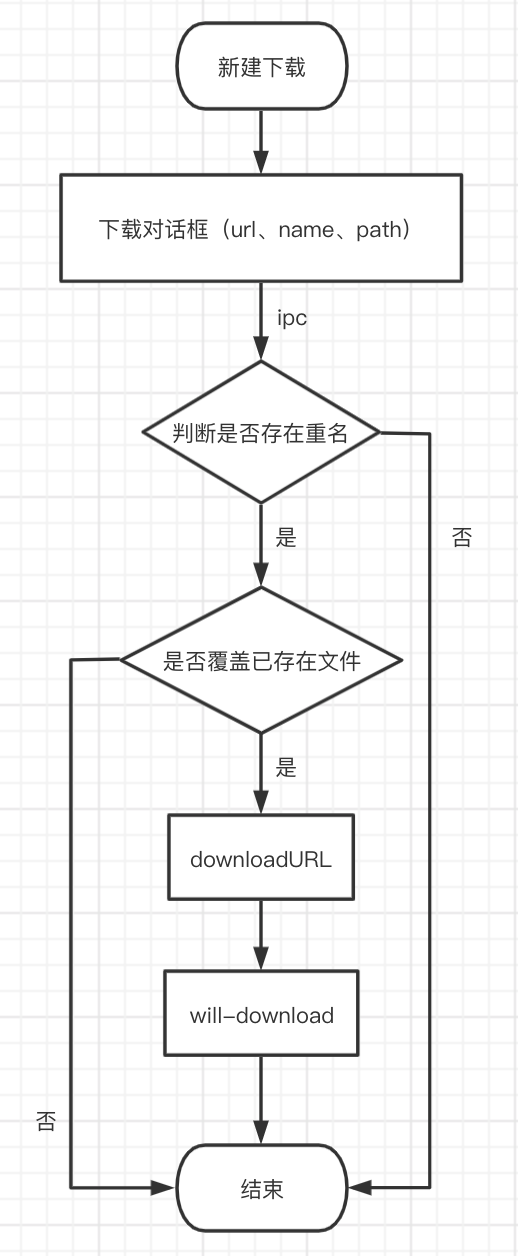 新建下载
下载对话框（url、name、path）
ipc
判断是否存在重名
是
否
是否覆盖已存在文件
是
downloadURL
will-download
否
结束